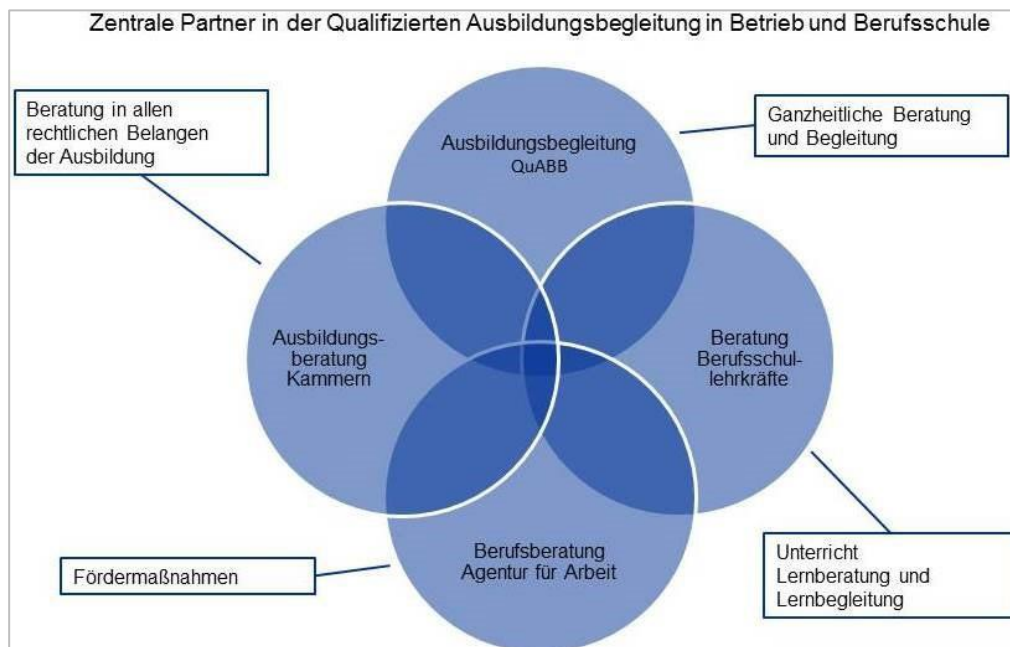 Zentrale Partner in der Qualifizierten Ausbildungsbegleitung in Betrieb und Berufsschule
Beratung in allen
rechtlichen Belangen
der Ausbildung
Ausbildungsbegleitung
QuABB
Ganzheitliche Beratung
und Begleitung
Ausbildungs-
beratung
Kammern
Beratung
Berufsschul-
lehrkräfte
Fördermaßnahmen
Berufsberatung
Agentur für Arbeit
Unterricht
Lernberatung und
Lernbegleitung